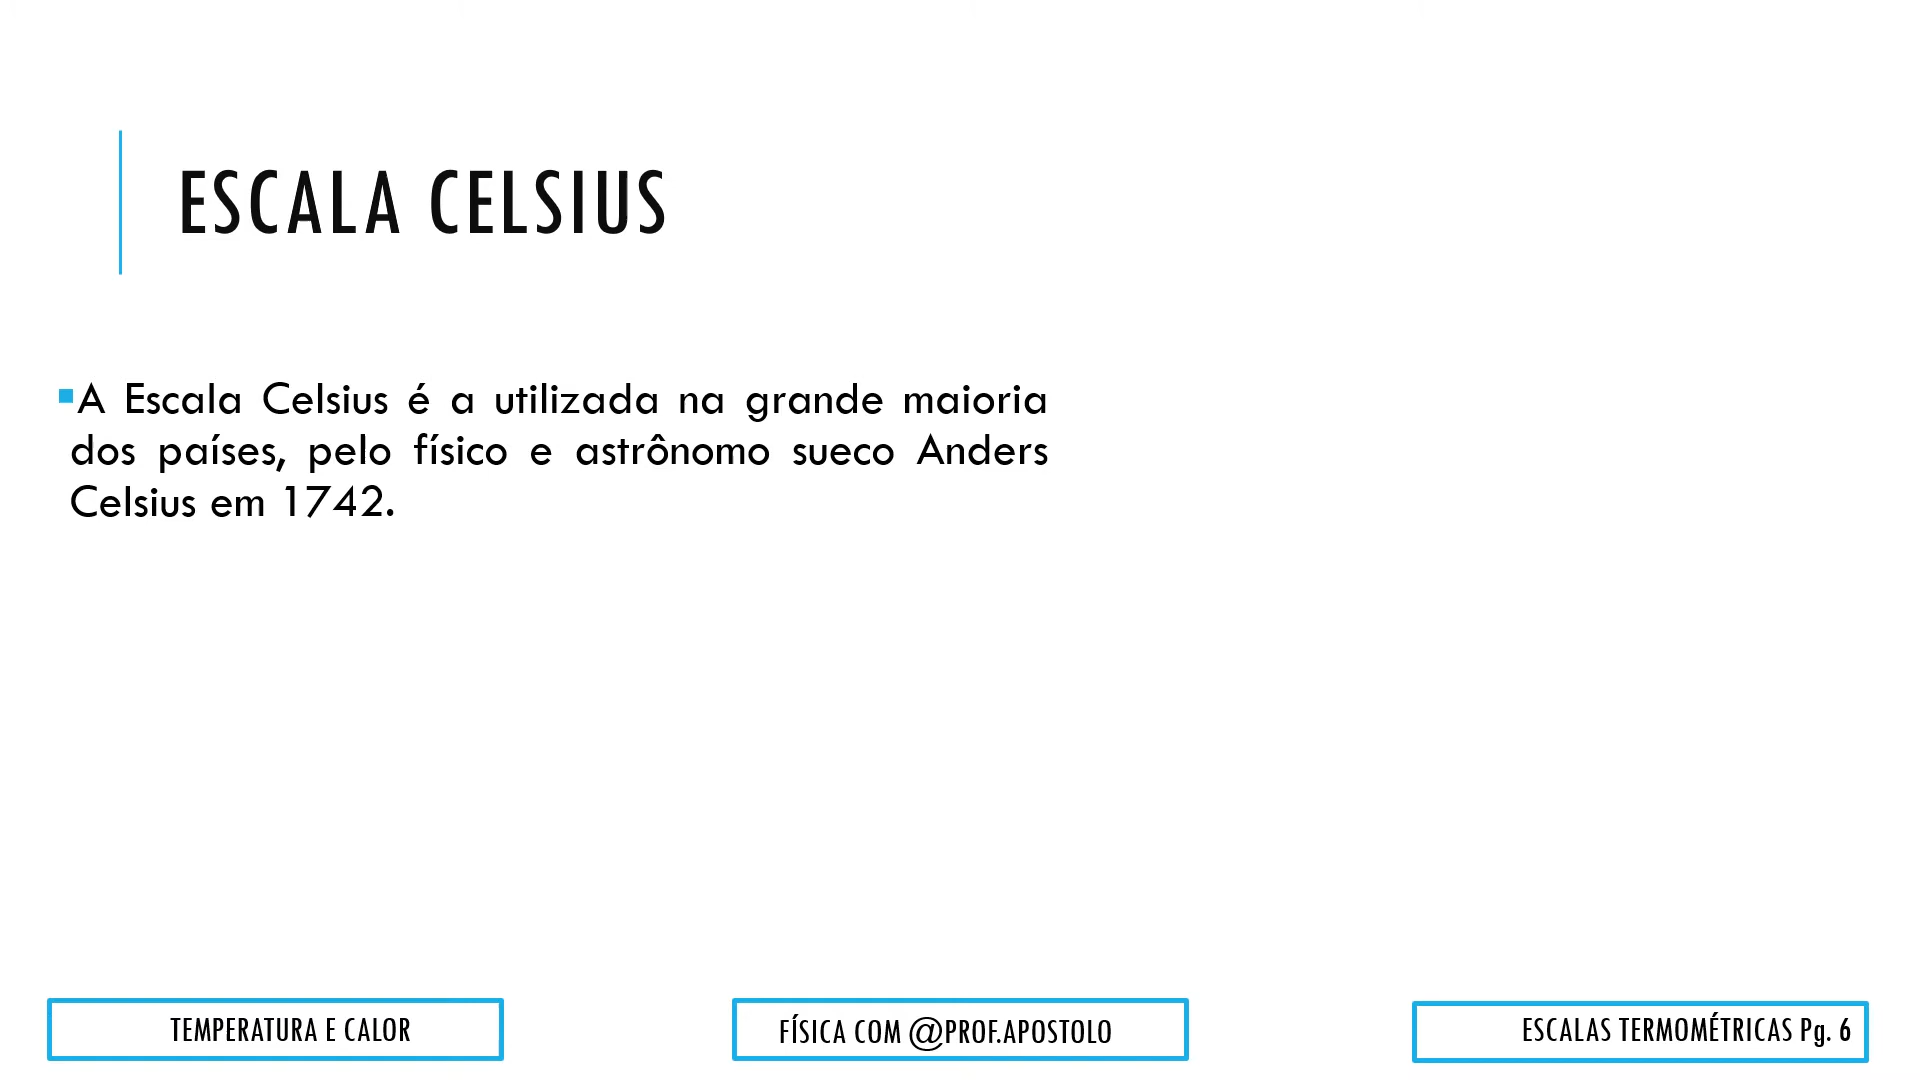 ESCALA CELSIUS
▪A Escala Celsius é a utilizada na grande maioria
dos países, pelo físico e astrônomo sueco Anders
Celsius em 1742.
TEMPERATURA E CALOR
FÍSICA COM @PROF.APOSTOLO
ESCALAS TERMOMÉTRICAS Pg. 6